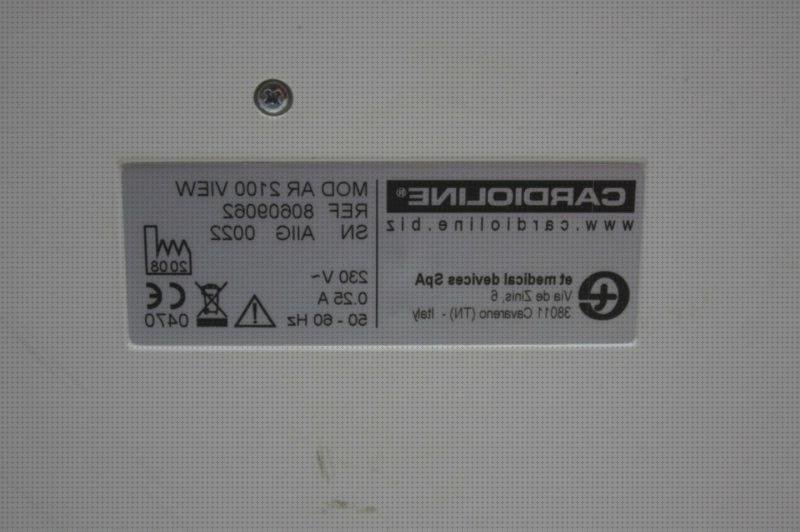 CARDIOLINE®
www.cardioline.biz
et medical devices SpA
Via de Zinis, 6
38011 Cavareno (TN) - Italy
MOD AR 2100 VIEW
REF 80609062
SN AIIG 0022
230 V~
0.25 A
50 - 60 Hz
2008
CE
0470